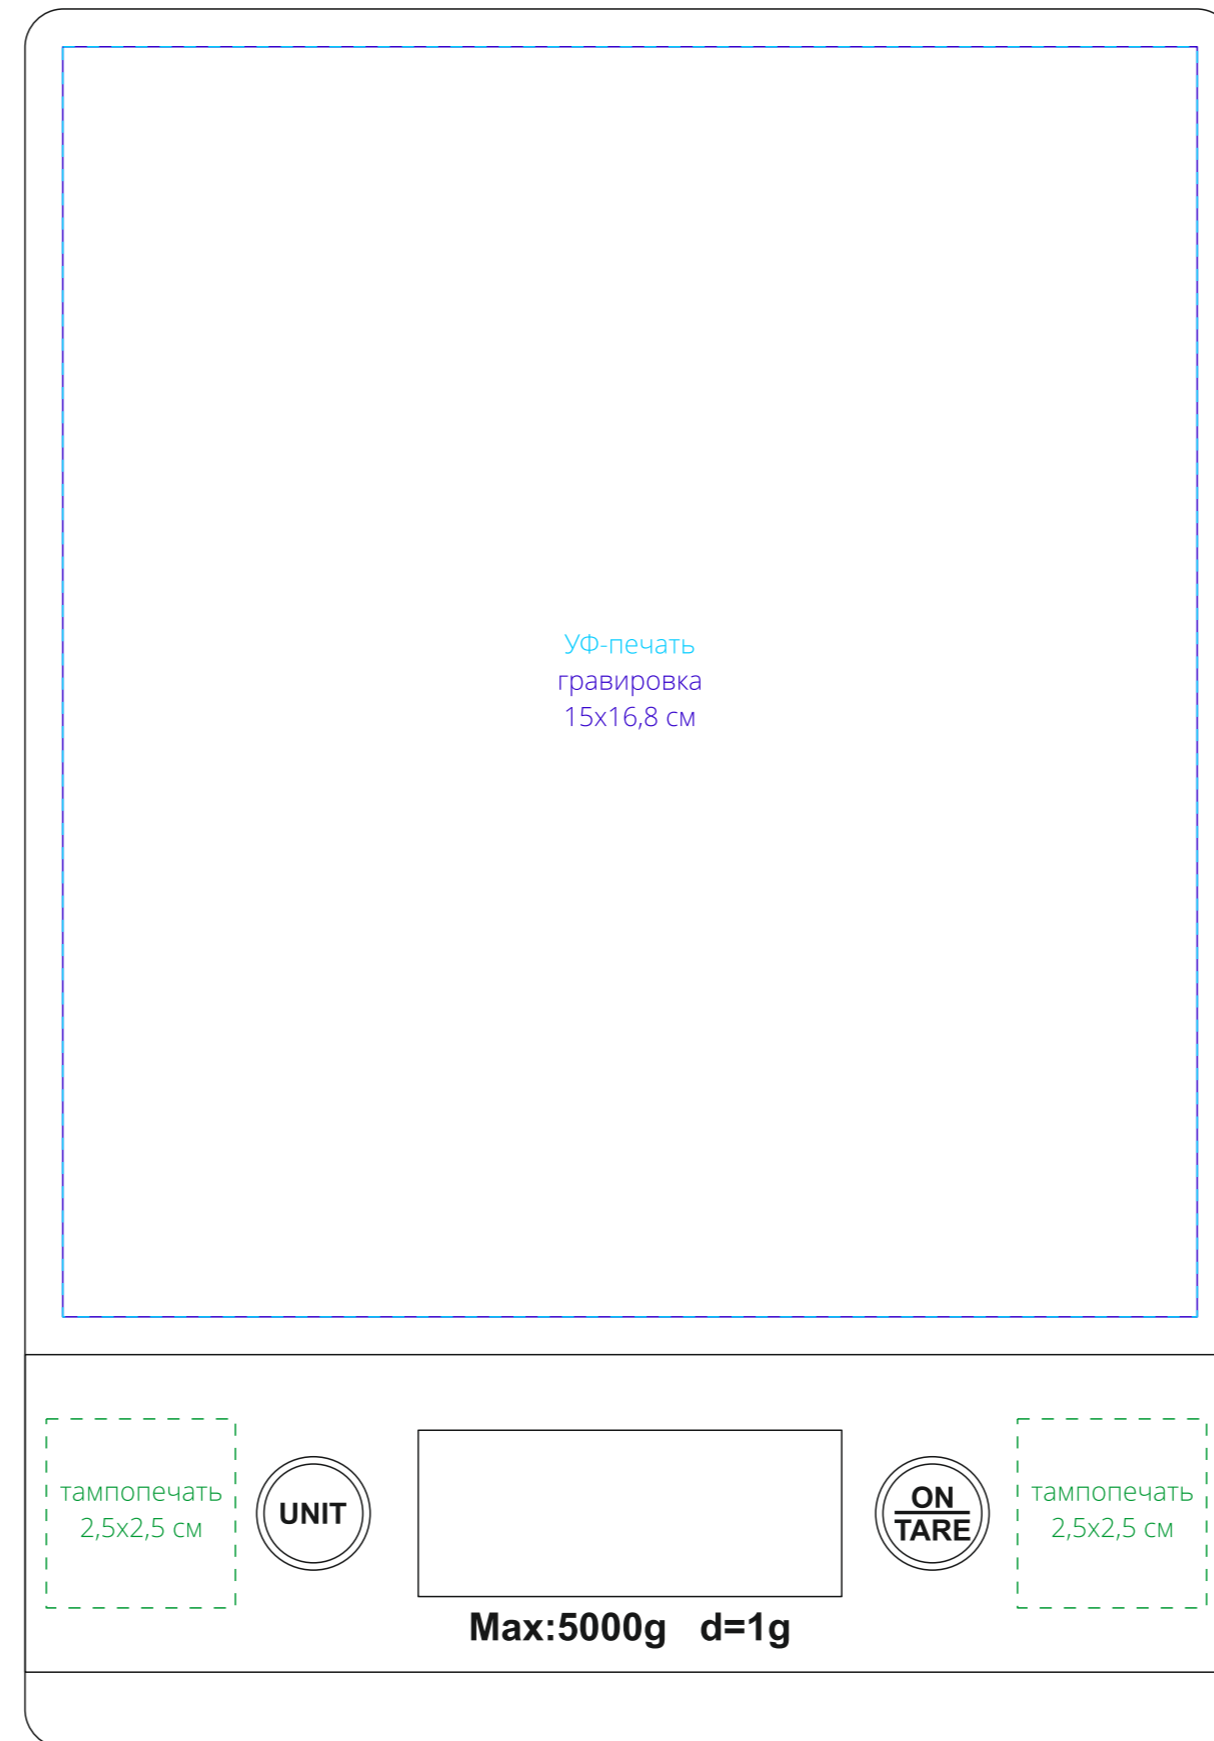 УФ-печать
гравировка
15х16,8 см
тампопечать
2,5х2,5 см
UNIT
ON
TARE
тампопечать
2,5х2,5 см
Max:5000g d=1g